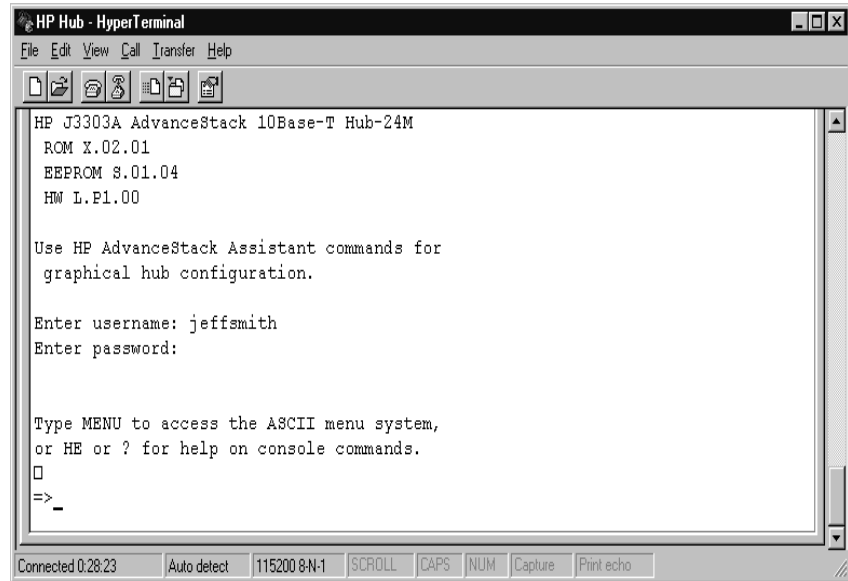 HP Hub - HyperTerminal
File Edit View Call Transfer Help
HP J3303A AdvanceStack 10Base-T Hub-24M
ROM X.02.01
EEPROM S.01.04
HW L.P1.00
Use HP AdvanceStack Assistant commands for
graphical hub configuration.
Enter username: jeffsmith
Enter password:
Type MENU to access the ASCII menu system,
or HE or ? for help on console commands.
=>_
Connected 0:28:23 Auto detect 115200 8-N-1 SCROLL CAPS NUM Capture Print echo